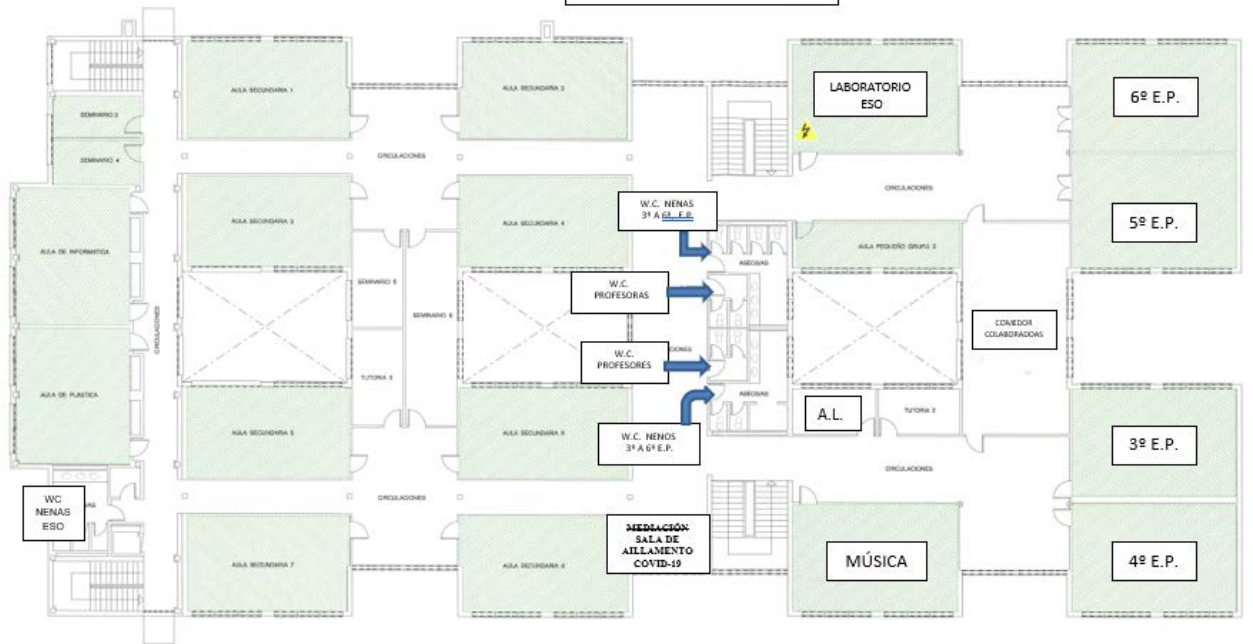 AULA SECUNDARIA 1
AULA SECUNDARIA 2
LABORATORIO
ESO
6º E.P.
SEMINARIO 3
SEMINARIO 4
CIRCULACIONES
CIRCULACIONES
W.C. NENAS
3º A 6º E.P.
AULA SECUNDARIA 3
AULA SECUNDARIA 4
5º E.P.
AULA DE INFORMATICA
AULA PEQUEÑO GRUPO 2
ASEOS/AS
SEMINARIO 5
W.C.
PROFESORAS
SEMINARIO 6
CIRCULACIONES
COMEDOR
COLABORADDAS
W.C.
PROFESORES
TUTORIA 3
AULA DE PLASTICA
ASEOS/AS
A.L.
TUTORIA 2
AULA SECUNDARIA 5
AULA SECUNDARIA 6
W.C. NENOS
3º A 6º E.P.
3º E.P.
CIRCULACIONES
WC
NENAS
ESO
CIRCULACIONES
MEDIACIÓN
SALA DE
AILLAMENTO
COVID-19
MÚSICA
4º E.P.
AULA SECUNDARIA 7
AULA SECUNDARIA 8